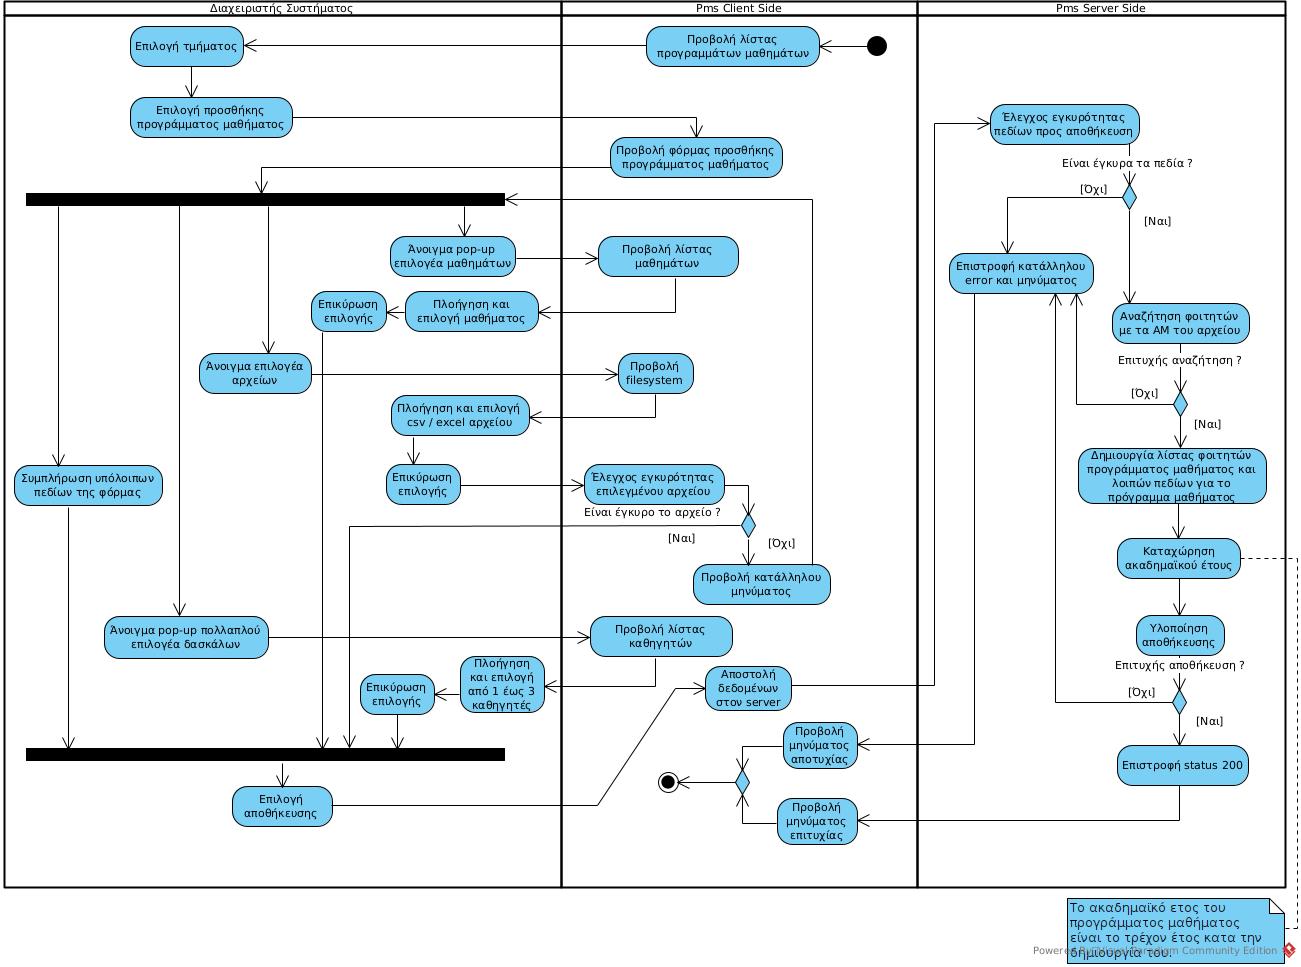 Διαχειριστής Συστήματος
Pms Client Side
Pms Server Side
Επιλογή τμήματος
Προβολή λίστας
προγραμμάτων μαθημάτων
Επιλογή προσθήκης
προγράμματος μαθήματος
Προβολή φόρμας προσθήκης
προγράμματος μαθήματος
Έλεγχος εγκυρότητας
πεδίων προς αποθήκευση
Είναι έγκυρα τα πεδία ?
[Όχι]
[Ναι]
Άνοιγμα pop-up
επιλογέα μαθημάτων
Προβολή λίστας
μαθημάτων
Επιστροφή κατάλληλου
error και μηνύματος
Επικύρωση
επιλογής
Πλοήγηση και
επιλογή μαθήματος
Αναζήτηση φοιτητών
με τα ΑΜ του αρχείου
Επιτυχής αναζήτηση ?
[Όχι]
[Ναι]
Άνοιγμα επιλογέα
αρχείων
Προβολή
filesystem
Πλοήγηση και επιλογή
csv / excel αρχείου
Συμπλήρωση υπόλοιπων
πεδίων της φόρμας
Επικύρωση
επιλογής
Έλεγχος εγκυρότητας
επιλεγμένου αρχείου
Είναι έγκυρο το αρχείο ?
[Ναι]
[Όχι]
Δημιουργία λίστας φοιτητών
προγράμματος μαθήματος και
λοιπών πεδίων για το
πρόγραμμα μαθήματος
Καταχώρηση
ακαδημαϊκού έτους
Προβολή κατάλληλου
μηνύματος
Άνοιγμα pop-up πολλαπλού
επιλογέα δασκάλων
Προβολή λίστας
καθηγητών
Υλοποίηση
αποθήκευσης
Επιτυχής αποθήκευση ?
[Όχι]
[Ναι]
Επικύρωση
επιλογής
Πλοήγηση
και επιλογή
από 1 έως 3
καθηγητές
Αποστολή
δεδομένων
στον server
Προβολή
μηνύματος
αποτυχίας
Επιστροφή status 200
Επιλογή
αποθήκευσης
Προβολή
μηνύματος
επιτυχίας
Το ακαδημαϊκό ετος του
προγράμματος μαθήματος
είναι το τρέχον έτος κατα την
δημιουργία του.
Powered By Visual Paradigm Community Edition